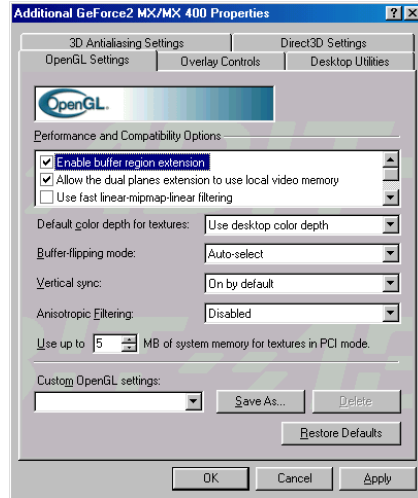 Additional GeForce2 MX/MX 400 Properties
3D Antialiasing Settings
Direct3D Settings
OpenGL Settings
Overlay Controls
Desktop Utilities
OpenGL.
Performance and Compatibility Options
Enable buffer region extension
Allow the dual planes extension to use local video memory
Use fast linear-mipmap-linear filtering
Default color depth for textures: Use desktop color depth
Buffer-flipping mode: Auto-select
Vertical sync: On by default
Anisotropic Filtering: Disabled
Use up to 5 MB of system memory for textures in PCI mode.
Custom OpenGL settings:
Save As... Delete
Restore Defaults
OK Cancel Apply